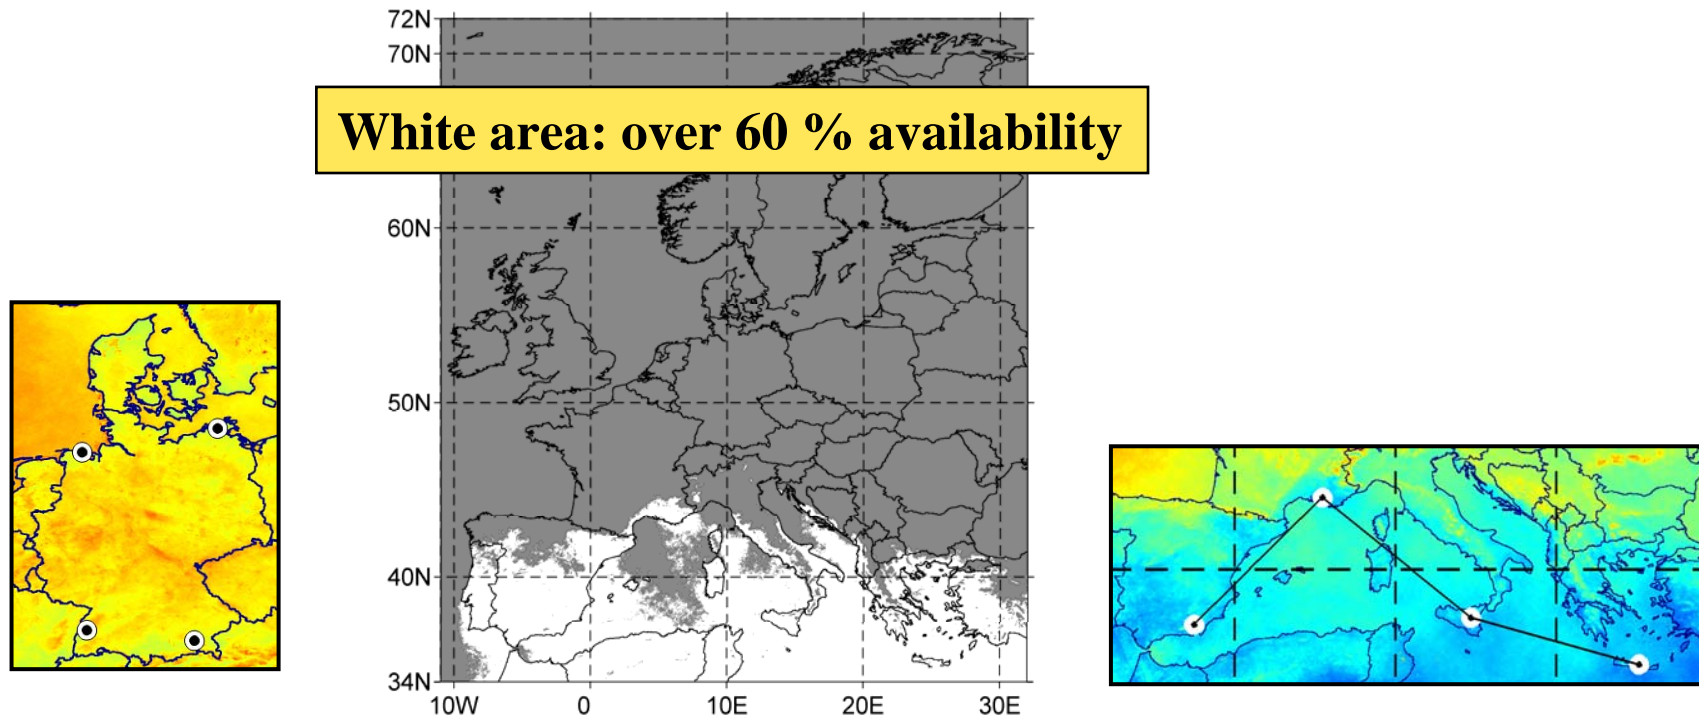 72N
70N
White area: over 60 % availability
60N
50N
40N
34N
10W 0 10E 20E 30E